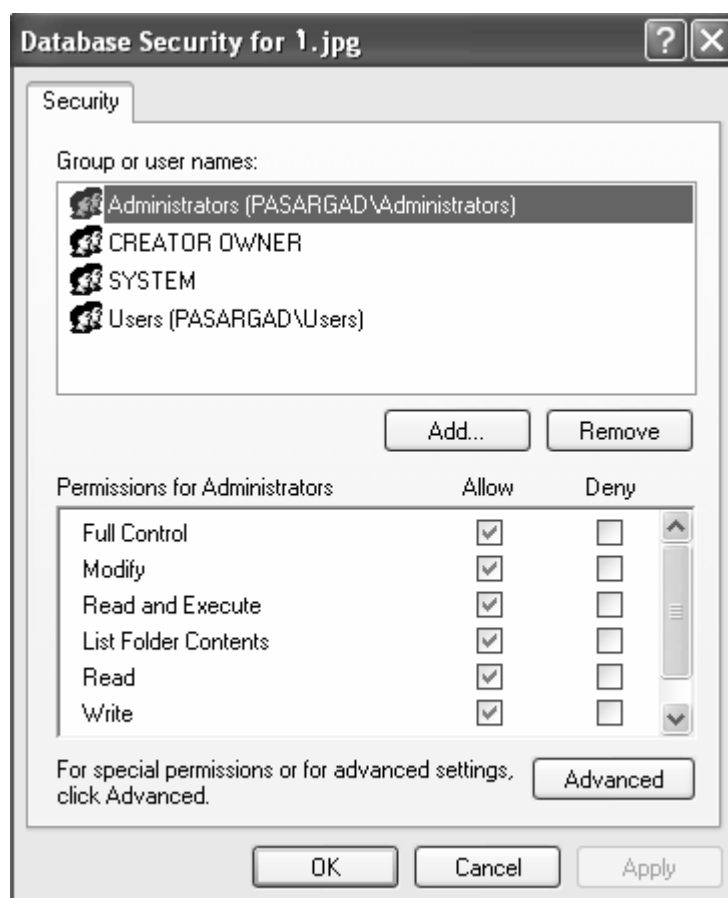 Database Security for 1.jpg
Security
Group or user names:
Administrators (PASARGAD\Administrators)
CREATOR OWNER
SYSTEM
Users (PASARGAD\Users)
Add... Remove
Permissions for Administrators Allow Deny
Full Control
Modify
Read and Execute
List Folder Contents
Read
Write
For special permissions or for advanced settings,
click Advanced.
Advanced
OK Cancel Apply